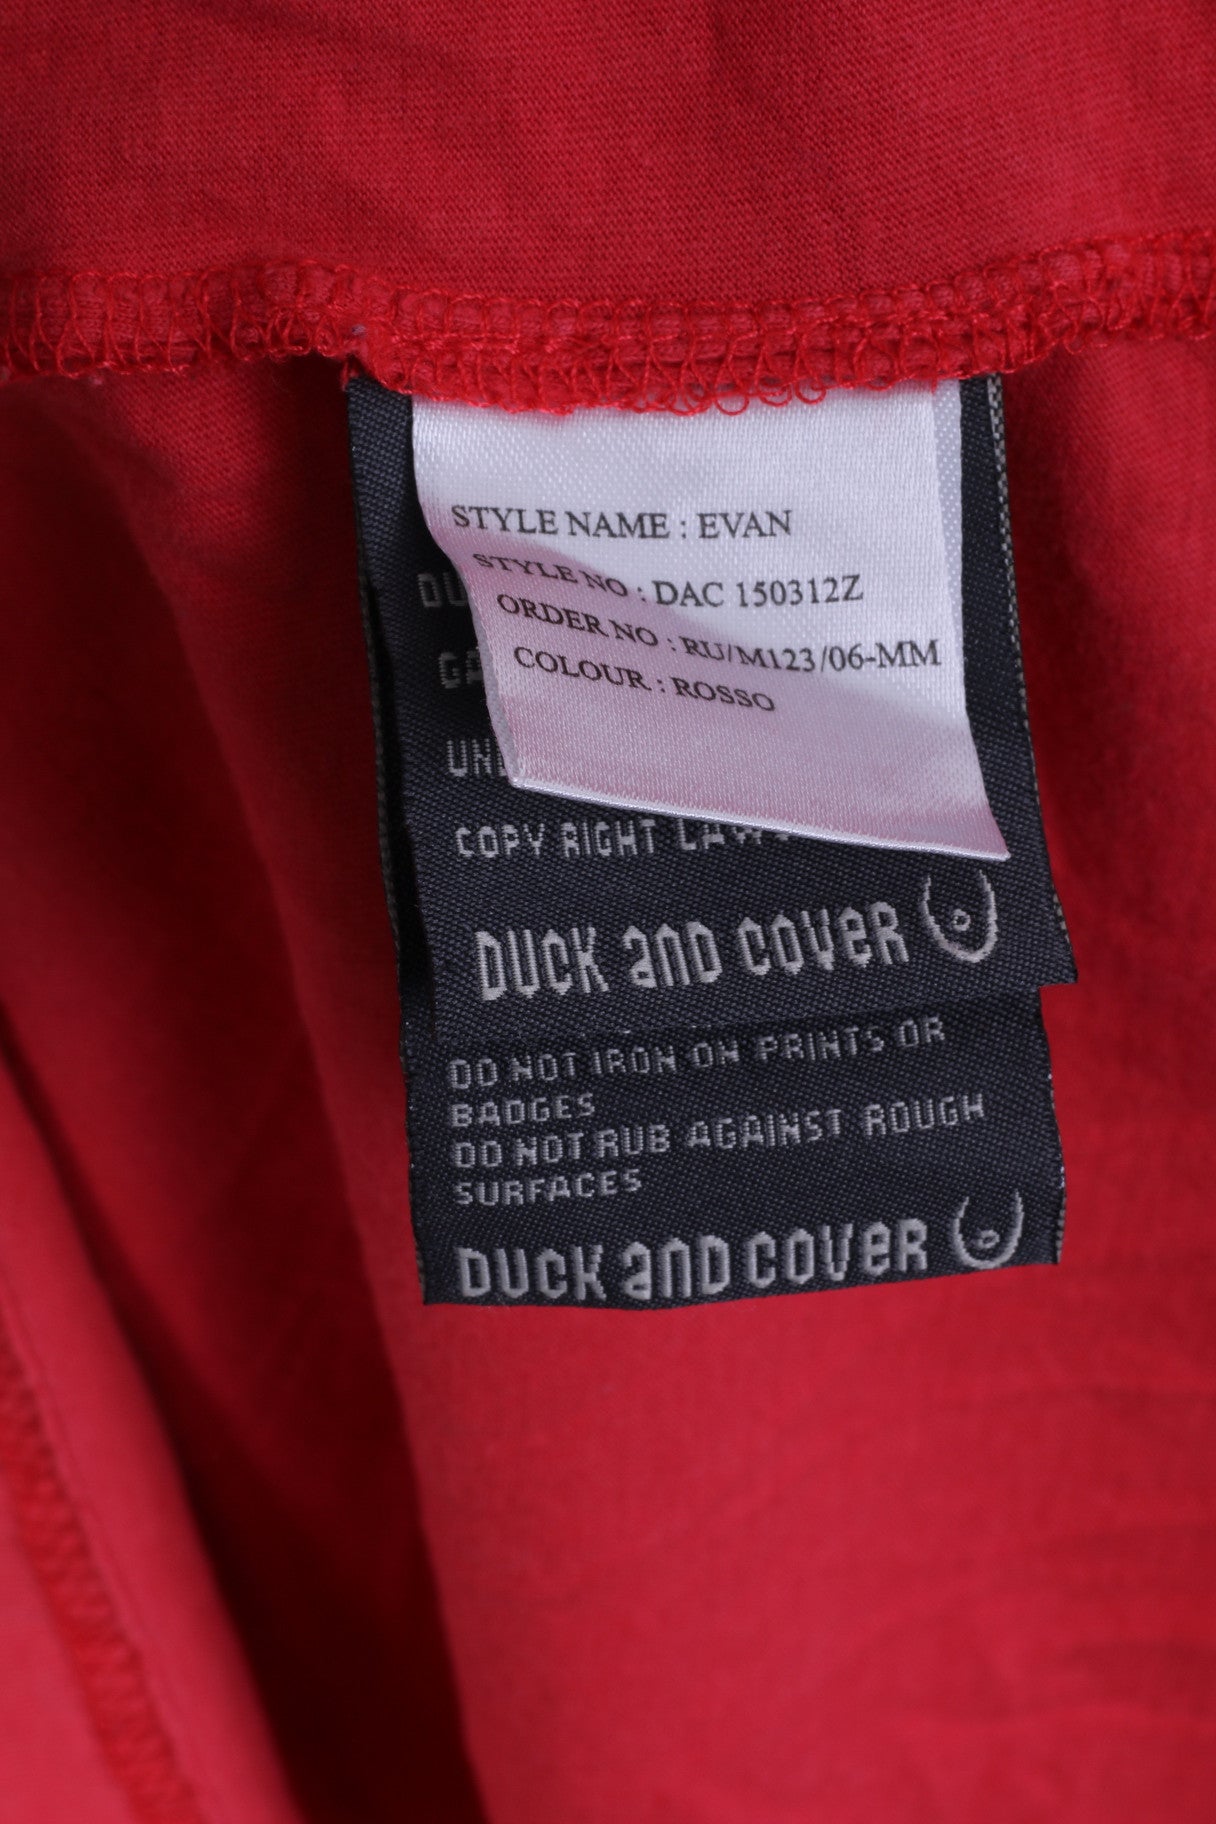 STYLE NAME : EVAN
STYLE NO : DAC 150312Z
ORDER NO : RU/M123/06-MM
COLOUR : ROSSO
COPY RIGHT LAW
DUCK and COVER
DO NOT IRON ON PRINTS OR
BADGES
DO NOT RUB AGAINST ROUGH
SURFACES
DUCK and COVER